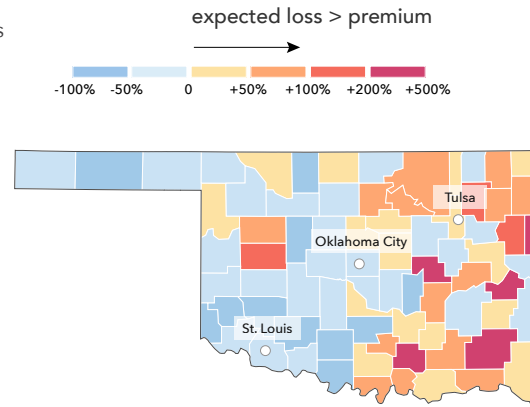 expected loss > premium
s
-100% -50% 0 +50% +100% +200% +500%
Tulsa
Oklahoma City
St. Louis